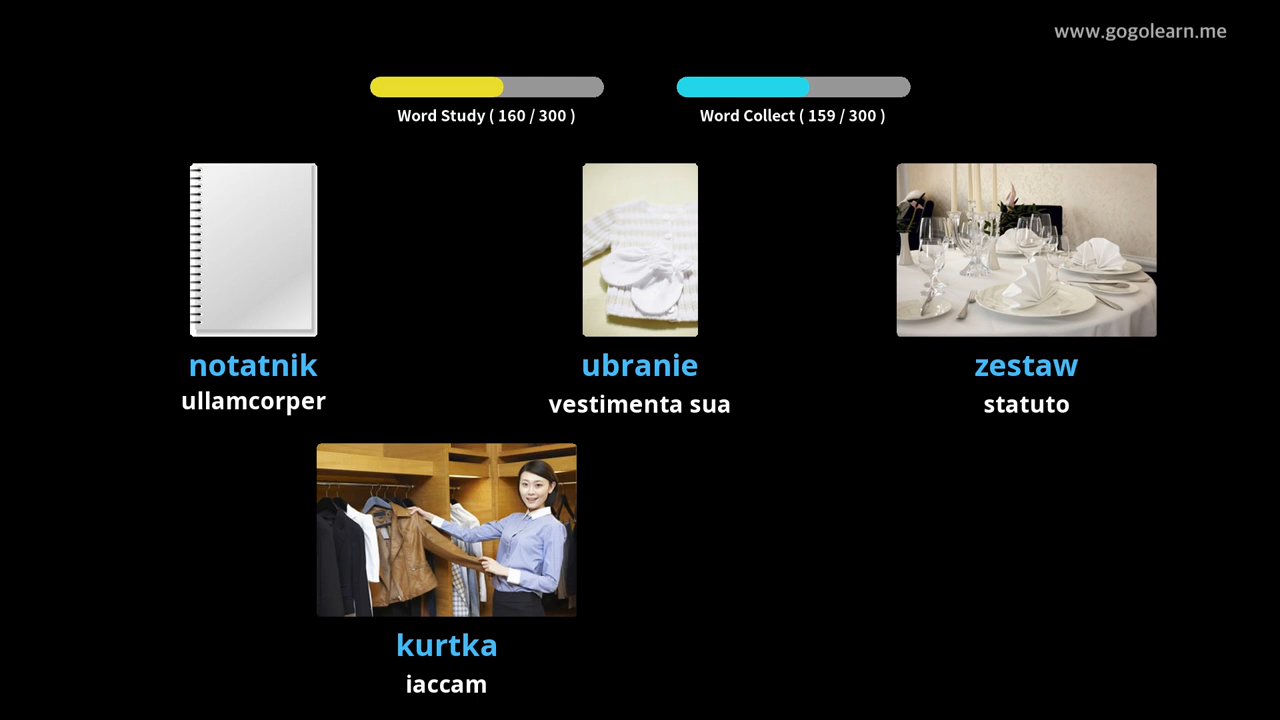 www.gogolearn.me
Word Study ( 160 / 300 )
Word Collect ( 159 / 300 )
notatnik
ullamcorper
ubranie
vestimenta sua
zestaw
statuto
kurtka
iaccam